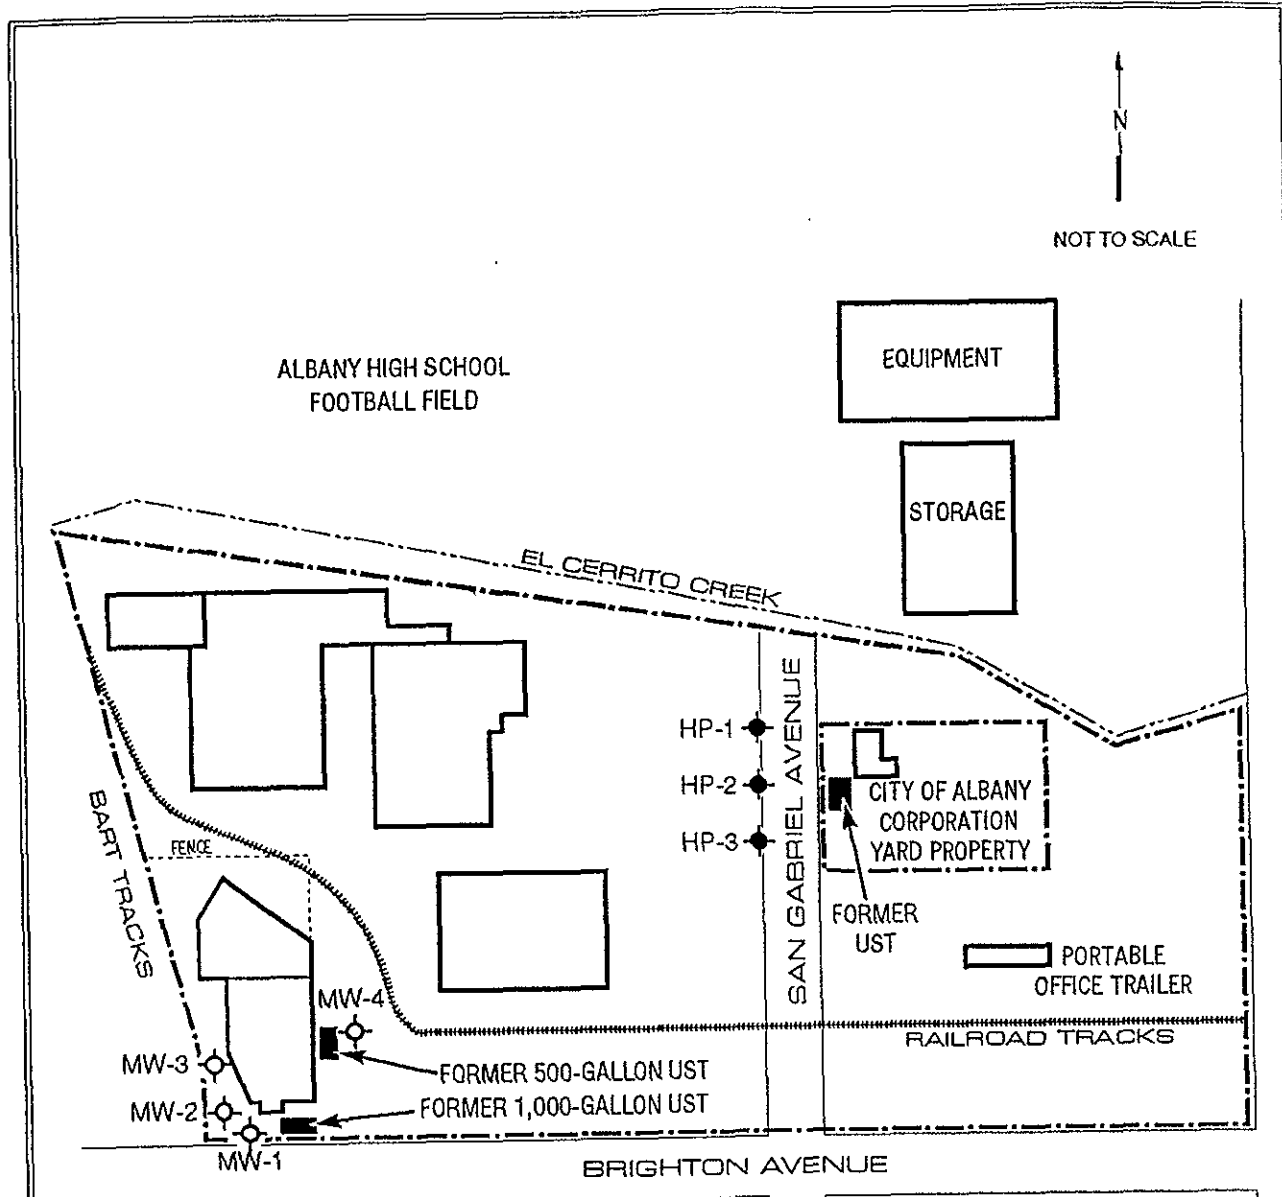 N
NOT TO SCALE
EQUIPMENT
ALBANY HIGH SCHOOL
FOOTBALL FIELD
STORAGE
EL CERRITO CREEK
HP-1
HP-2
HP-3
SAN GABRIEL AVENUE
CITY OF ALBANY
CORPORATION
YARD PROPERTY
BART TRACKS
FENCE
FORMER
UST
PORTABLE
OFFICE TRAILER
MW-4
RAILROAD TRACKS
MW-3
FORMER 500-GALLON UST
MW-2
FORMER 1,000-GALLON UST
MW-1
BRIGHTON AVENUE